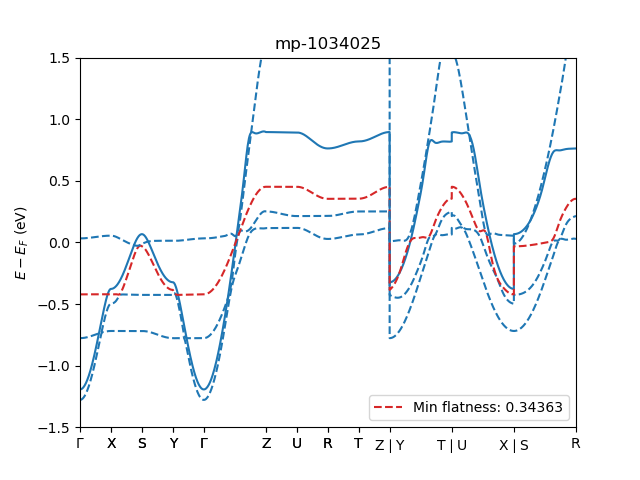 mp-1034025
1.5
1.0
0.5
0.0
−0.5
−1.0
−1.5
E − E_F (eV)
Min flatness: 0.34363
Γ X S Y Γ Z U R T Z | Y T | U X | S R